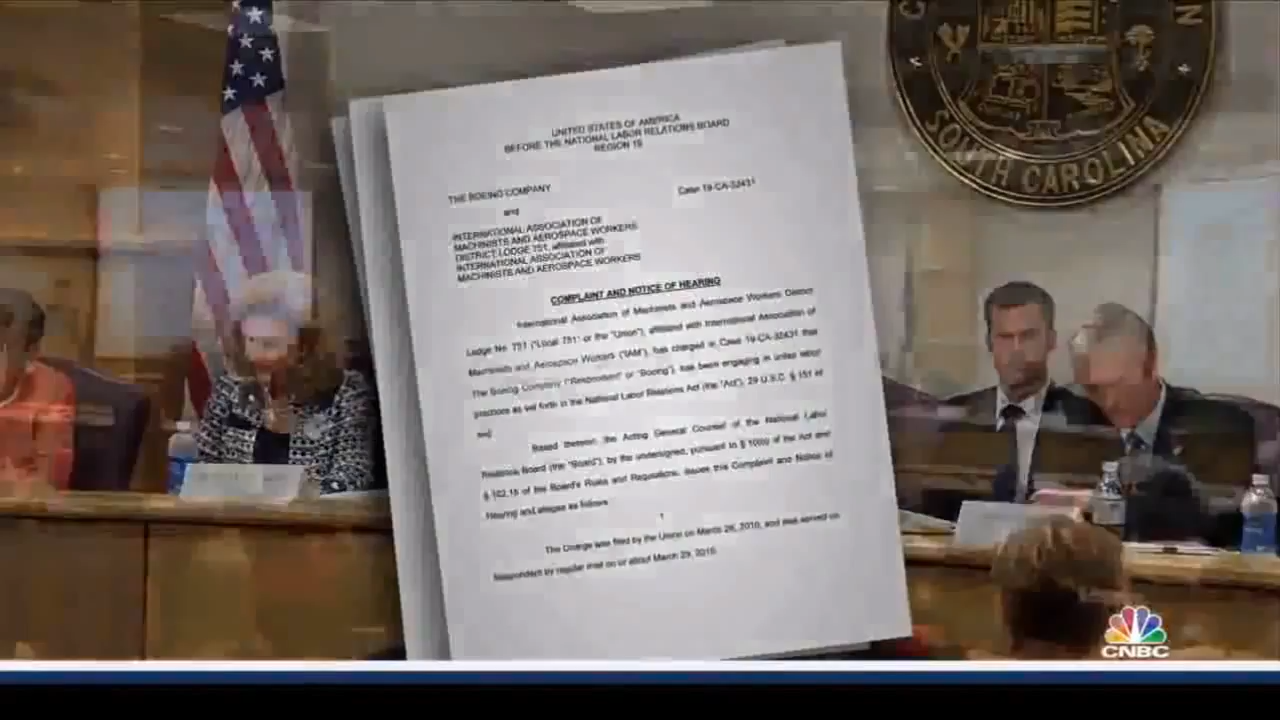 UNITED STATES OF AMERICA
BEFORE THE NATIONAL LABOR RELATIONS BOARD
REGION 19
THE BOEING COMPANY
Case 19-CA-32431
and
INTERNATIONAL ASSOCIATION OF
MACHINISTS AND AEROSPACE WORKERS
DISTRICT LODGE 751, affiliated with
INTERNATIONAL ASSOCIATION OF
MACHINISTS AND AEROSPACE WORKERS
COMPLAINT AND NOTICE OF HEARING
International Association of Machinists and Aerospace Workers District
Lodge No. 751 ("Local 751" or the "Union"), affiliated with International Association of
Machinists and Aerospace Workers ("IAM"), has charged in Case 19-CA-32431 that
The Boeing Company ("Respondent" or "Boeing"), has been engaging in unfair labor
practices as set forth in the National Labor Relations Act (the "Act"), 29 U.S.C. § 151 et
seq.
Based thereon, the Acting General Counsel of the National Labor
Relations Board (the "Board"), by the undersigned, pursuant to § 10(b) of the Act and
§ 102.15 of the Board's Rules and Regulations, issues this Complaint and Notice of
Hearing and alleges as follows
1
The Charge was filed by the Union on March 26, 2010, and was served on
Respondent by regular mail on or about March 29, 2010
SOUTH CAROLINA
CNBC